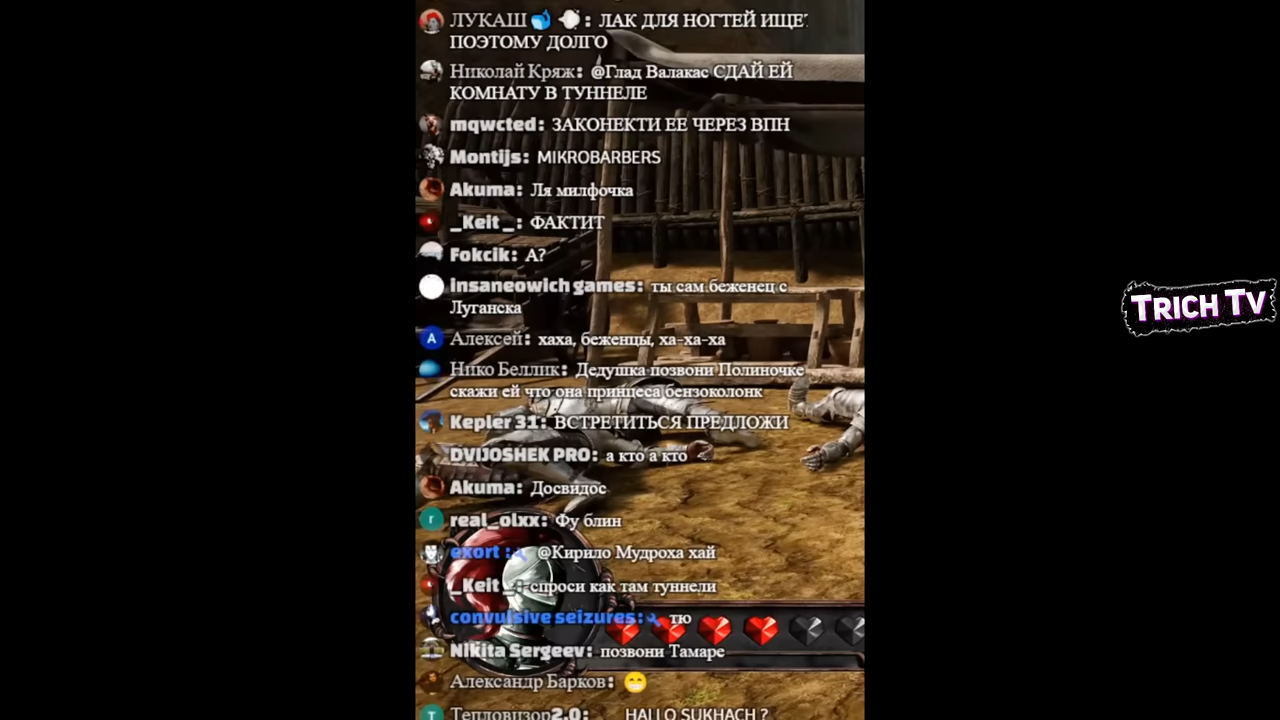 ЛУКАШ: ЛАК ДЛЯ НОГТЕЙ ИЩЕТ
ПОЭТОМУ ДОЛГО
Николай Кряж: @Глад Валакас СДАЙ ЕЙ
КОМНАТУ В ТУННЕЛЕ
mqwcted: ЗАКОНЕКТИ ЕЕ ЧЕРЕЗ ВПН
Montijs: MIKROBARBERS
Akuma: Ля милфочка
_Keit_: ФАКТИТ
Fokcik: А?
insaneowich games: ты сам беженец с
Луганска
Алексей: хаха, беженцы, ха-ха-ха
Нико Беллик: Дедушка позвони Полиночке
скажи ей что она принцеса бензоколонк
Kepler 31: ВСТРЕТИТЬСЯ ПРЕДЛОЖИ
DVIJOSHEK PRO: а кто а кто
Akuma: Досвидос
real_olxx: Фу блин
exort: @Кирило Мудроха хай
_Keit_: спроси как там туннели
convulsive seizures: тю
Nikita Sergeev: позвони Тамаре
Александр Барков: 😁
Тепловизор2.0: HALLO SUKHACH ?
TRICH TV